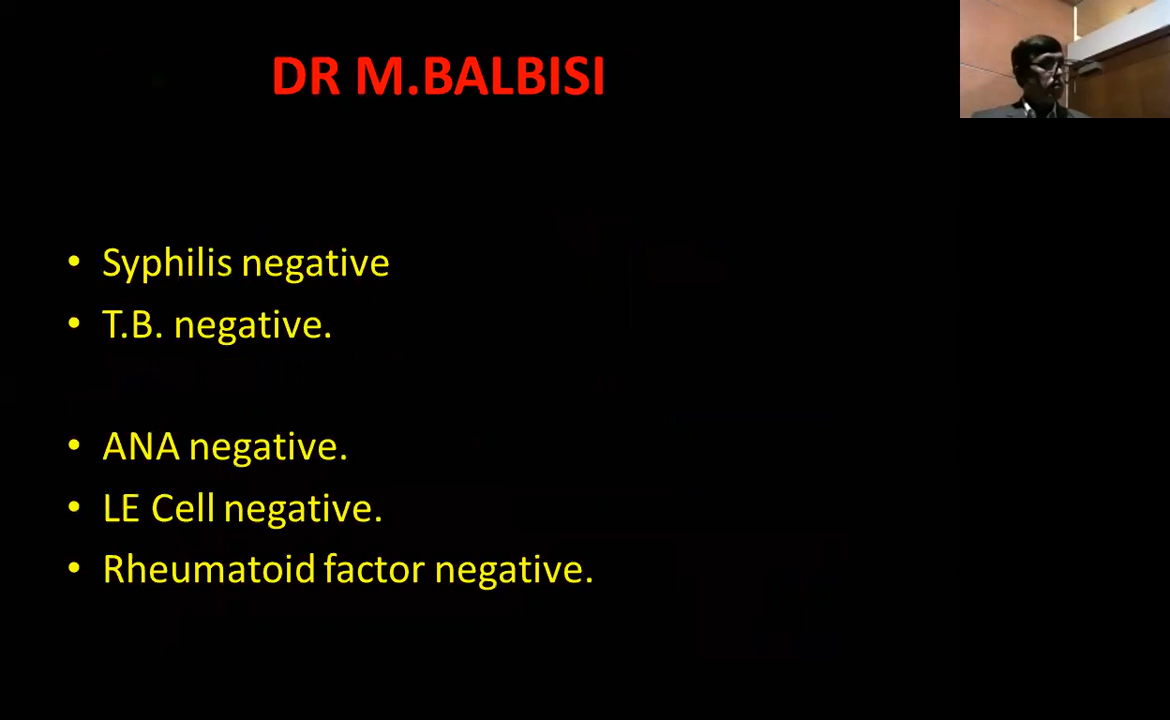 DR M.BALBISI
• Syphilis negative
• T.B. negative.
• ANA negative.
• LE Cell negative.
• Rheumatoid factor negative.